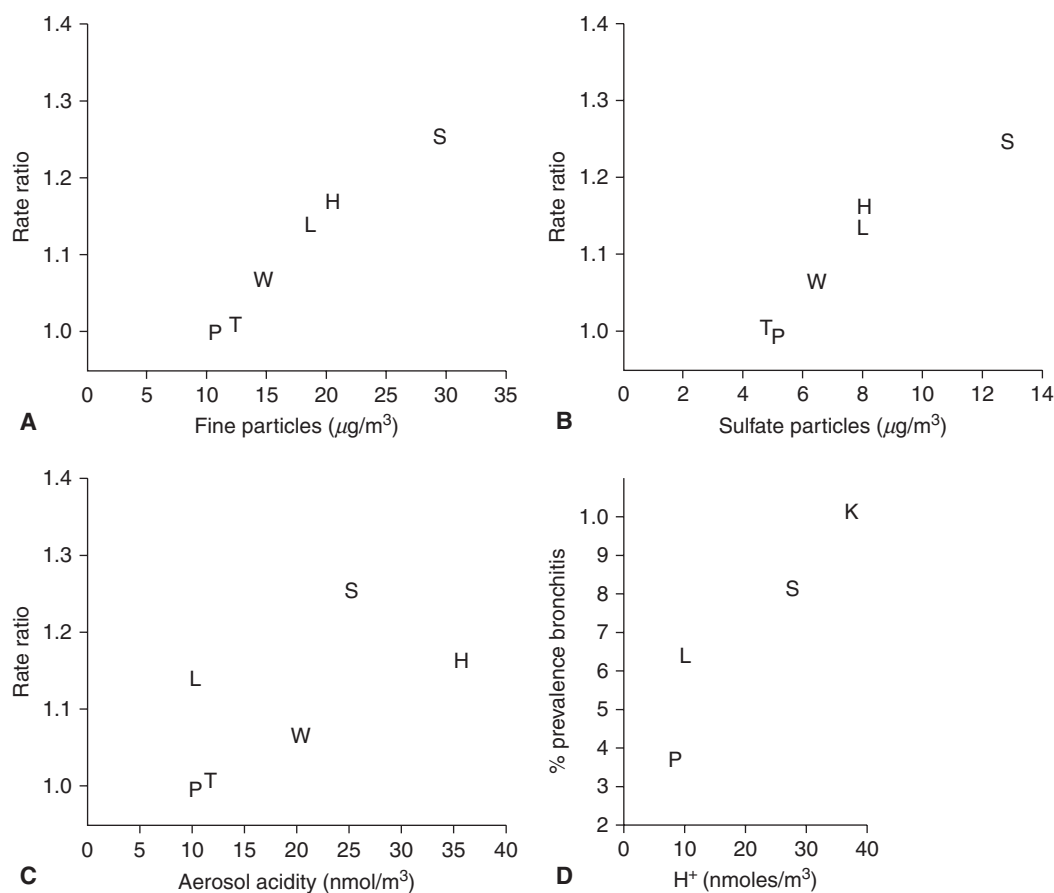 1.4
1.3
1.2
1.1
1.0
Rate ratio
S
H
L
W
P T
0 5 10 15 20 25 30 35
A Fine particles (μg/m³)
1.4
1.3
1.2
1.1
1.0
Rate ratio
S
H
L
W
T P
0 2 4 6 8 10 12 14
B Sulfate particles (μg/m³)
1.4
1.3
1.2
1.1
1.0
Rate ratio
S
H
L
W
P T
0 5 10 15 20 25 30 35 40
C Aerosol acidity (nmol/m³)
1.0
9
8
7
6
5
4
3
2
% prevalence bronchitis
K
S
L
P
0 10 20 30 40
D H⁺ (nmoles/m³)